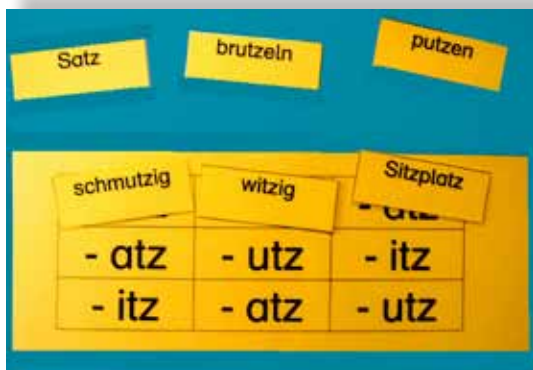 Satz
brutzeln
putzen
schmutzig
witzig
Sitzplatz
- atz - utz - itz
- itz - atz - utz